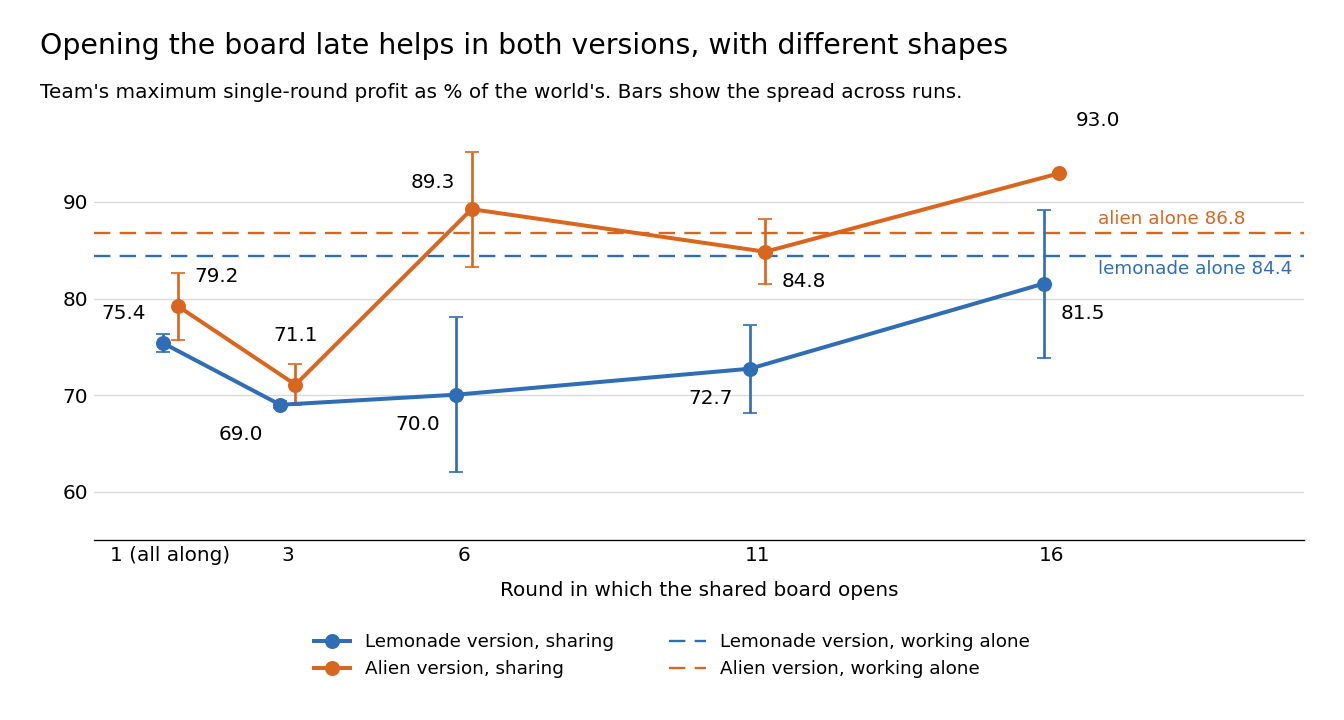 Opening the board late helps in both versions, with different shapes
Team's maximum single-round profit as % of the world's. Bars show the spread across runs.
93.0
89.3
90
alien alone 86.8
lemonade alone 84.4
79.2
84.8
80
75.4
81.5
71.1
70
72.7
70.0
69.0
60
1 (all along)
3
6
11
16
Round in which the shared board opens
Lemonade version, sharing
Alien version, sharing
Lemonade version, working alone
Alien version, working alone